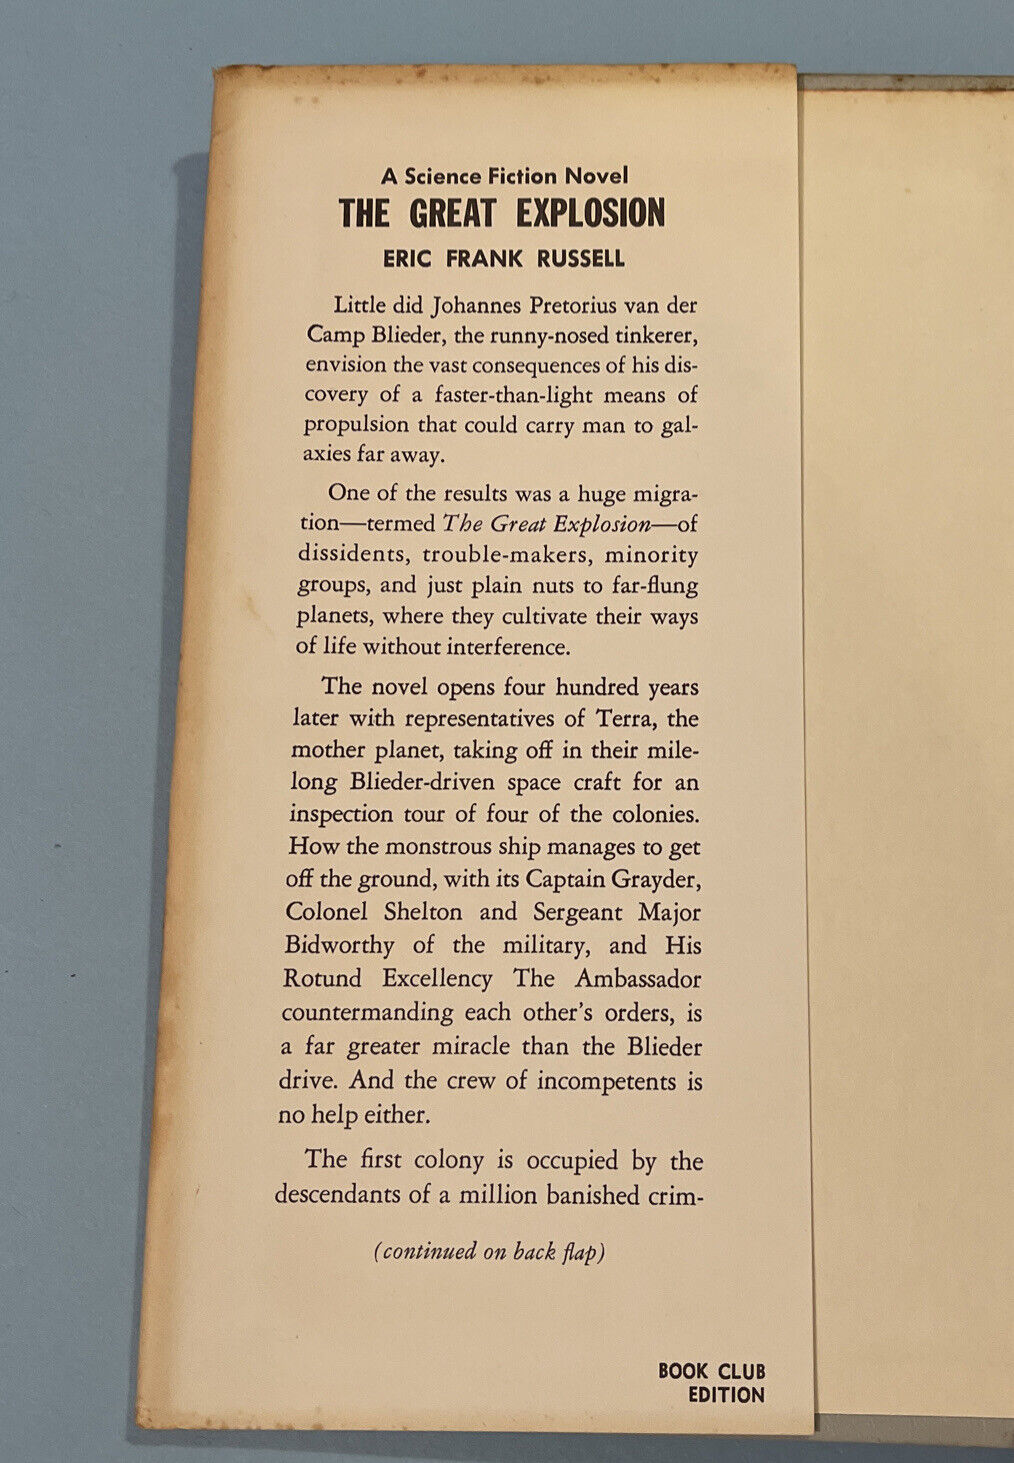 A Science Fiction Novel
THE GREAT EXPLOSION
ERIC FRANK RUSSELL
Little did Johannes Pretorius van der
Camp Blieder, the runny-nosed tinkerer,
envision the vast consequences of his dis-
covery of a faster-than-light means of
propulsion that could carry man to gal-
axies far away.
One of the results was a huge migra-
tion—termed The Great Explosion—of
dissidents, trouble-makers, minority
groups, and just plain nuts to far-flung
planets, where they cultivate their ways
of life without interference.
The novel opens four hundred years
later with representatives of Terra, the
mother planet, taking off in their mile-
long Blieder-driven space craft for an
inspection tour of four of the colonies.
How the monstrous ship manages to get
off the ground, with its Captain Grayder,
Colonel Shelton and Sergeant Major
Bidworthy of the military, and His
Rotund Excellency The Ambassador
countermanding each other's orders, is
a far greater miracle than the Blieder
drive. And the crew of incompetents is
no help either.
The first colony is occupied by the
descendants of a million banished crim-
(continued on back flap)
BOOK CLUB
EDITION